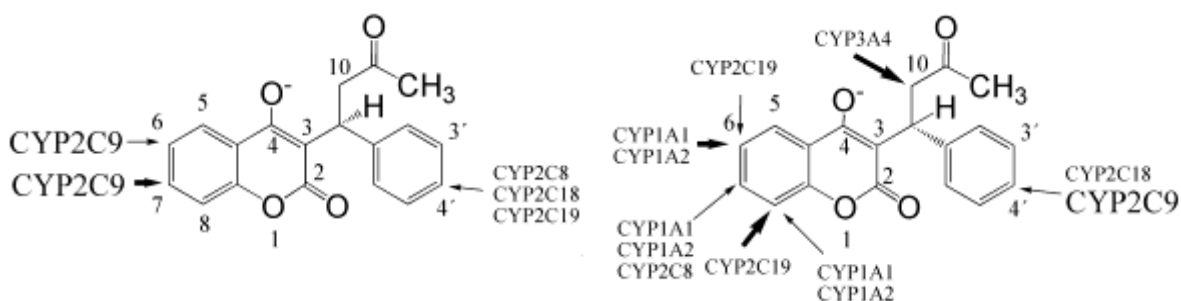 O
10
CH3
O-
H
5
6
4
3
3´
CYP2C9
2
CYP2C9
7
CYP2C8
CYP2C18
CYP2C19
8
O
O
4´
1
CYP3A4
O
10
CYP2C19
CH3
O-
H
5
6
4
3
3´
CYP1A1
CYP1A2
2
CYP2C18
CYP2C9
7
8
O
O
4´
1
CYP1A1
CYP1A2
CYP2C8
CYP2C19
CYP1A1
CYP1A2